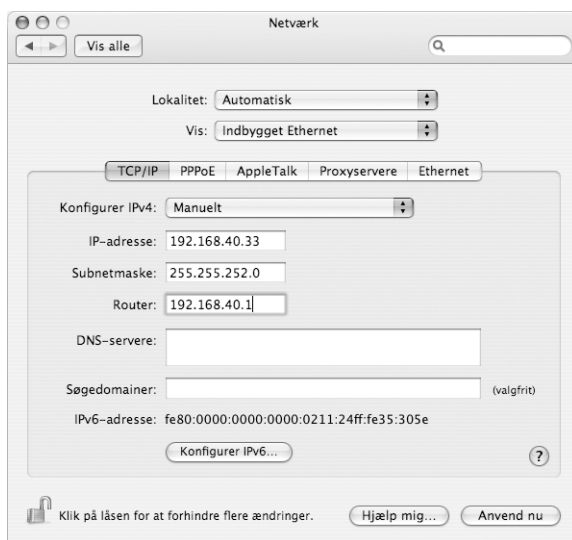 Netværk
Vis alle
Lokalitet: Automatisk
Vis: Indbygget Ethernet
TCP/IP PPPoE AppleTalk Proxyservere Ethernet
Konfigurer IPv4: Manuelt
IP-adresse: 192.168.40.33
Subnetmaske: 255.255.252.0
Router: 192.168.40.1
DNS-servere:
Søgedomainer: (valgfrit)
IPv6-adresse: fe80:0000:0000:0000:0211:24ff:fe35:305e
Konfigurer IPv6... ?
Klik på låsen for at forhindre flere ændringer. Hjælp mig... Anvend nu